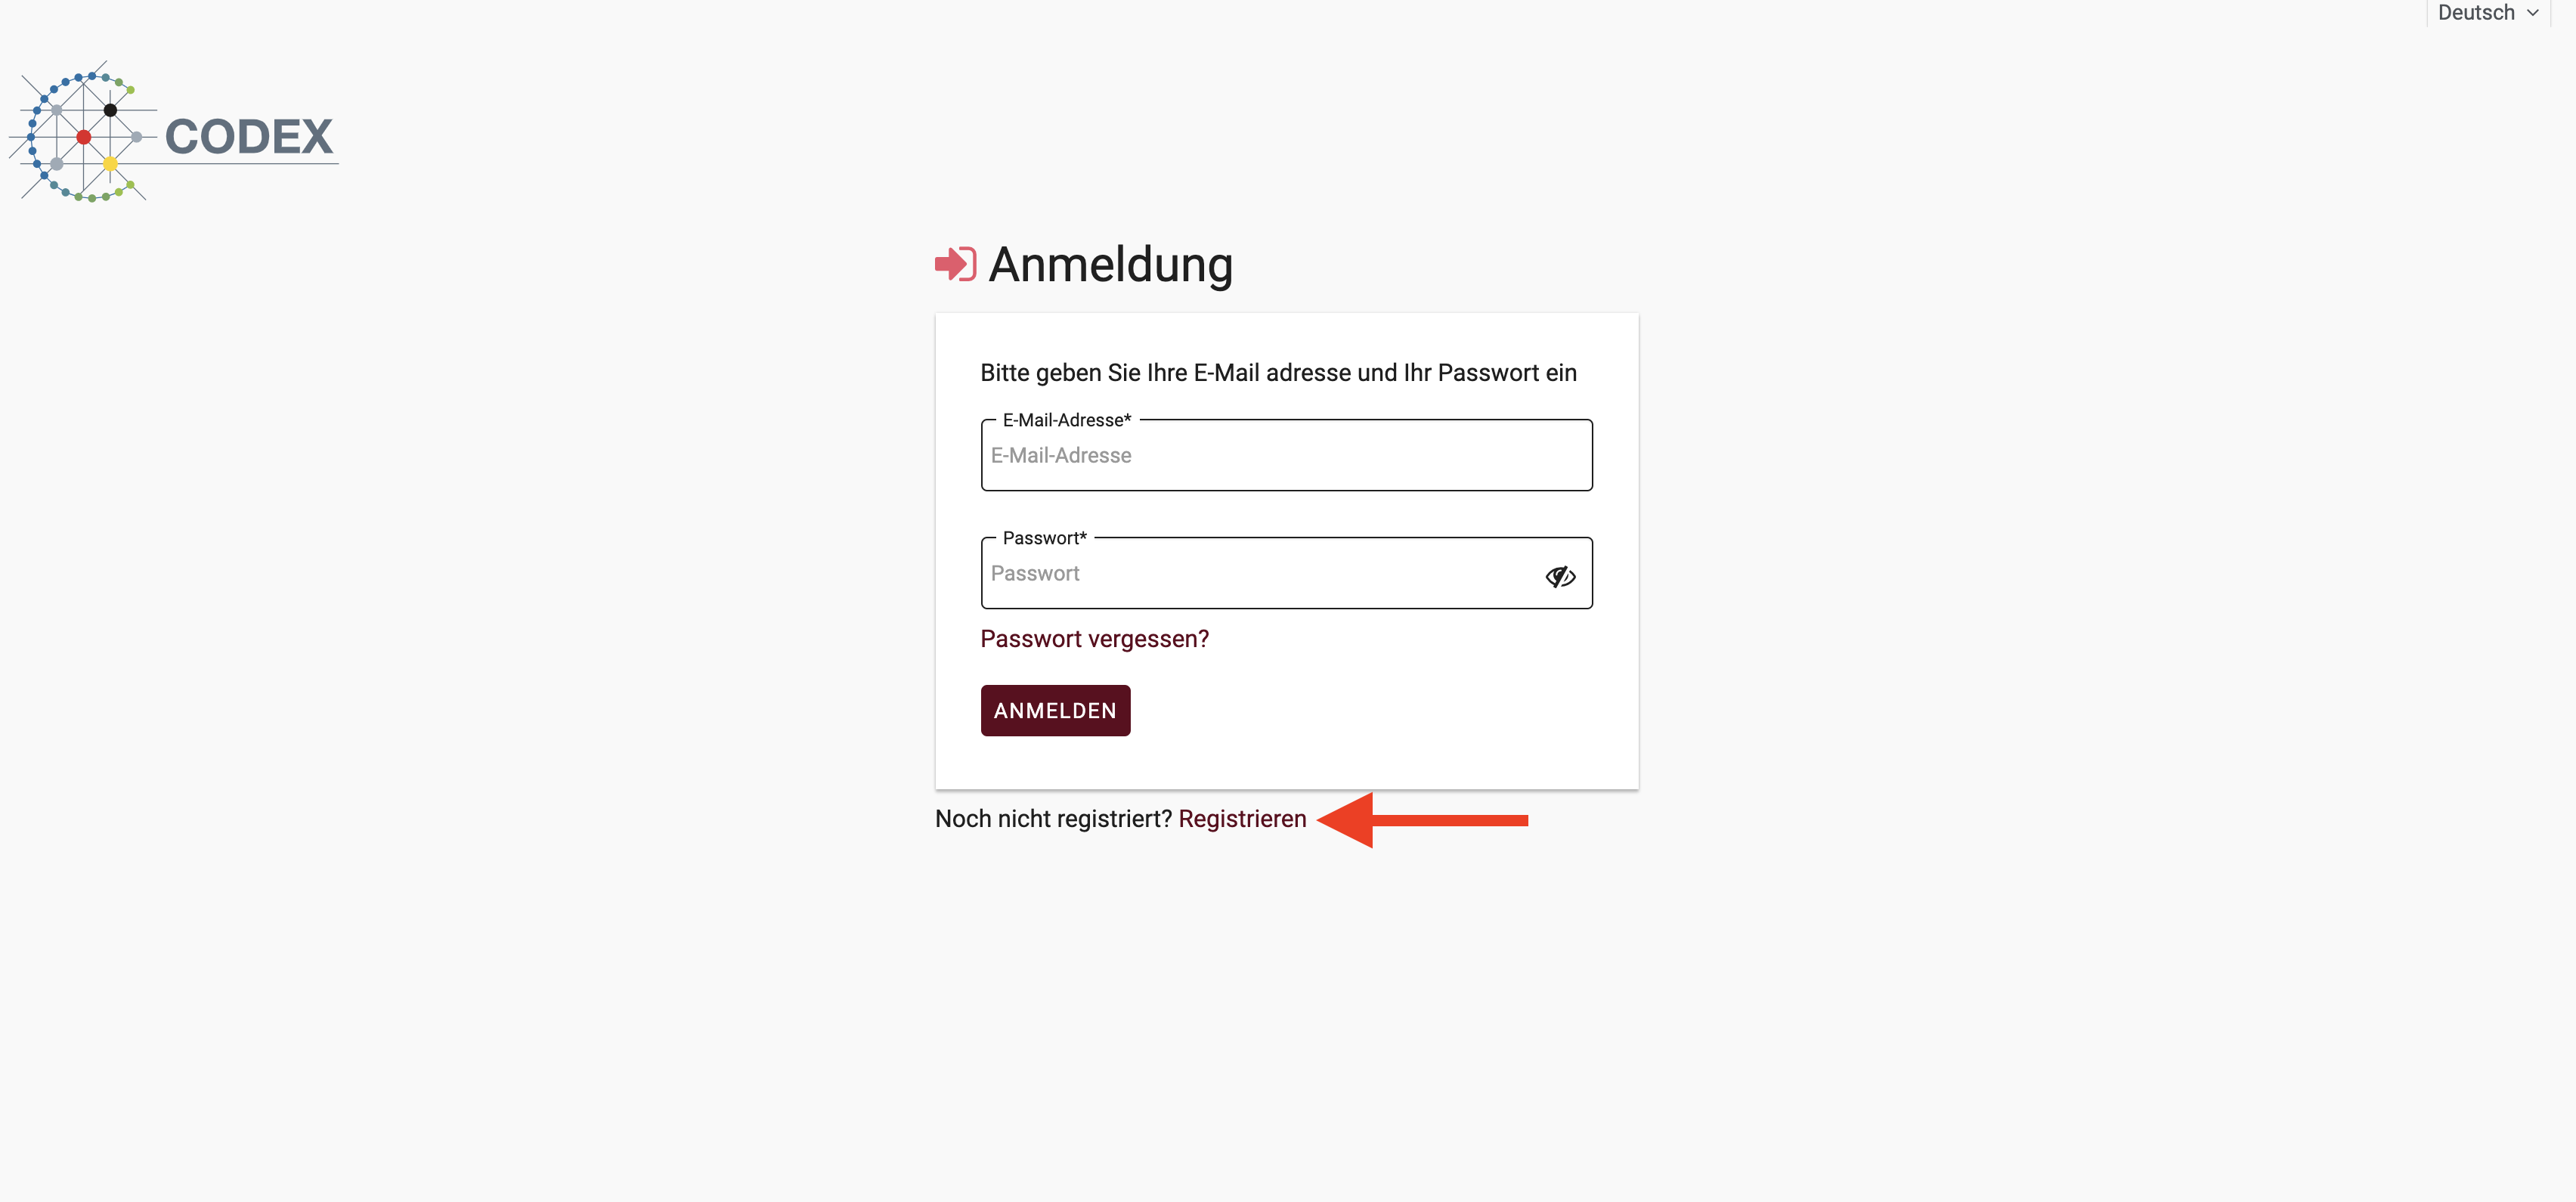 Deutsch
CODEX
Anmeldung
Bitte geben Sie Ihre E-Mail adresse und Ihr Passwort ein
E-Mail-Adresse*
E-Mail-Adresse
Passwort*
Passwort
Passwort vergessen?
ANMELDEN
Noch nicht registriert? Registrieren